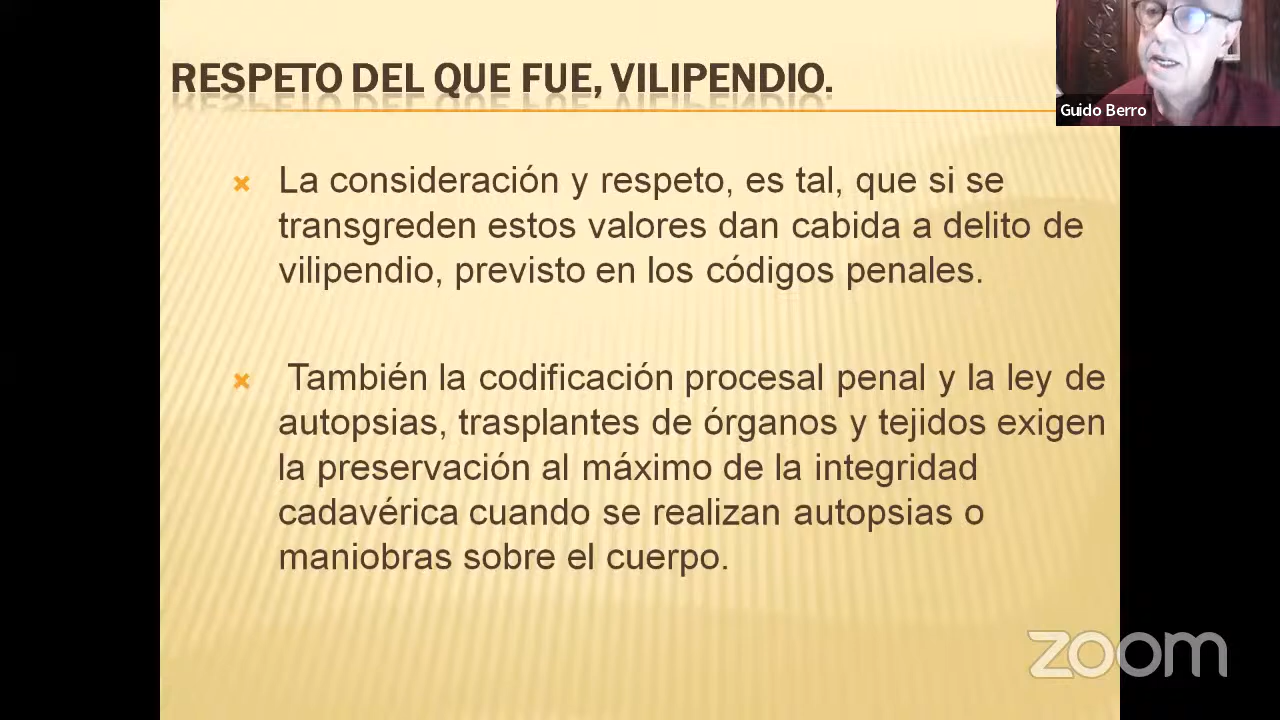 RESPETO DEL QUE FUE, VILIPENDIO.
Guido Berro
La consideración y respeto, es tal, que si se
transgreden estos valores dan cabida a delito de
vilipendio, previsto en los códigos penales.
También la codificación procesal penal y la ley de
autopsias, trasplantes de órganos y tejidos exigen
la preservación al máximo de la integridad
cadavérica cuando se realizan autopsias o
maniobras sobre el cuerpo.
zoom